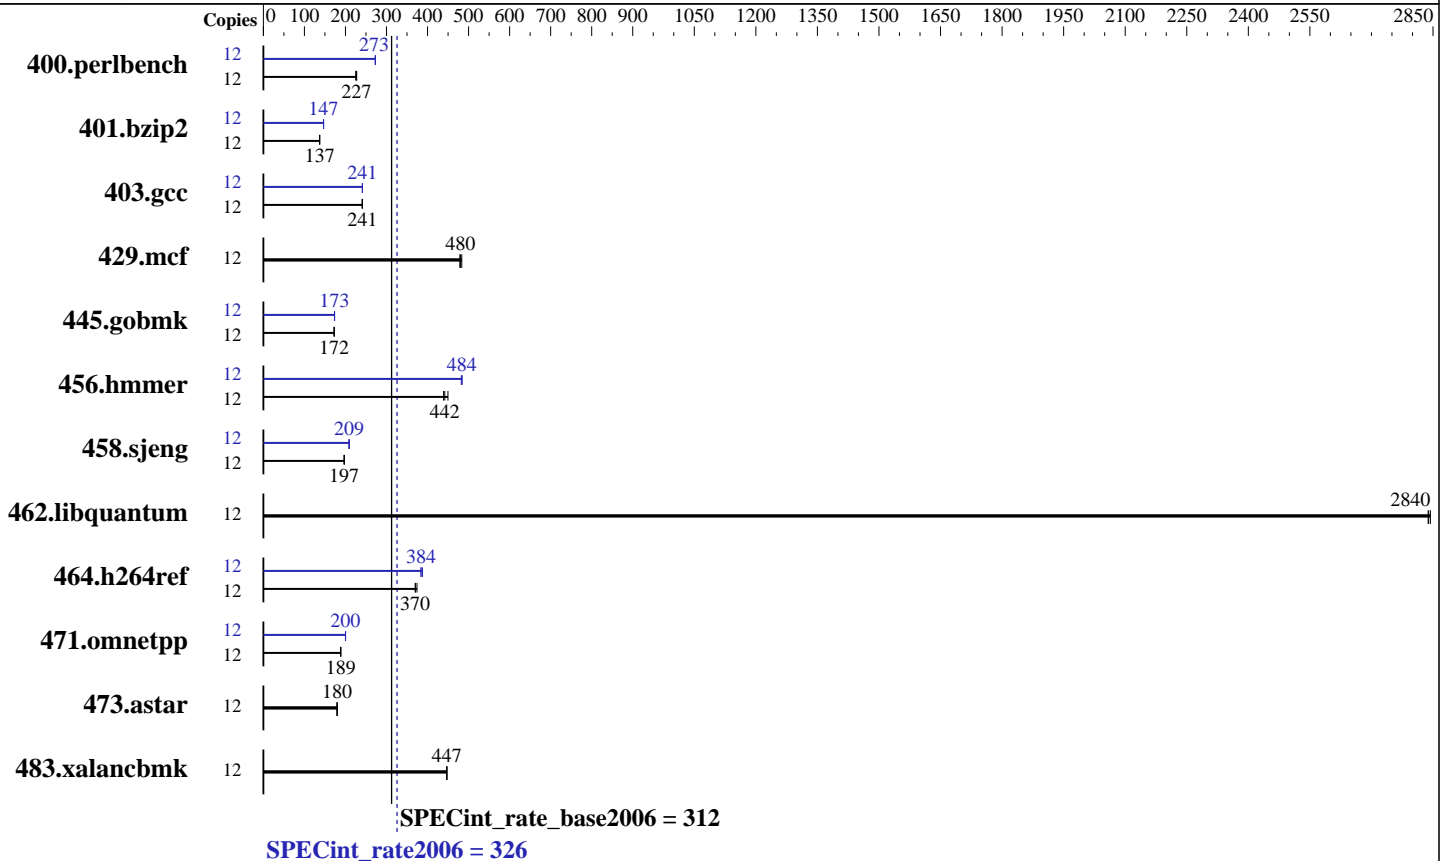 Copies 0 100 200 300 400 500 600 700 800 900 1050 1200 1350 1500 1650 1800 1950 2100 2250 2400 2550 2850
400.perlbench 12 273
12 227
401.bzip2 12 147
12 137
403.gcc 12 241
12 241
429.mcf 12 480
445.gobmk 12 173
12 172
456.hmmer 12 484
12 442
458.sjeng 12 209
12 197
462.libquantum 12 2840
464.h264ref 12 384
12 370
471.omnetpp 12 200
12 189
473.astar 12 180
483.xalancbmk 12 447
SPECint_rate_base2006 = 312
SPECint_rate2006 = 326